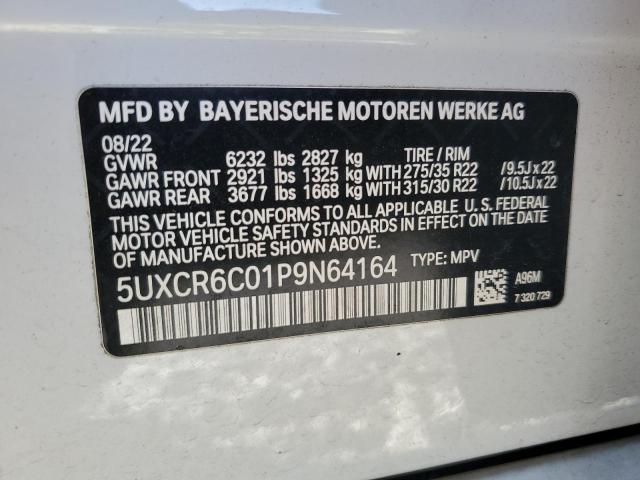 MFD BY BAYERISCHE MOTOREN WERKE AG
08/22
GVWR 6232 lbs 2827 kg TIRE / RIM
GAWR FRONT 2921 lbs 1325 kg WITH 275/35 R22 /9.5J x 22
GAWR REAR 3677 lbs 1668 kg WITH 315/30 R22 /10.5J x 22
THIS VEHICLE CONFORMS TO ALL APPLICABLE U. S. FEDERAL
MOTOR VEHICLE SAFETY STANDARDS IN EFFECT ON THE DATE
OF MANUFACTURE SHOWN ABOVE.
5UXCR6C01P9N64164 TYPE: MPV
A96M
7 320 729